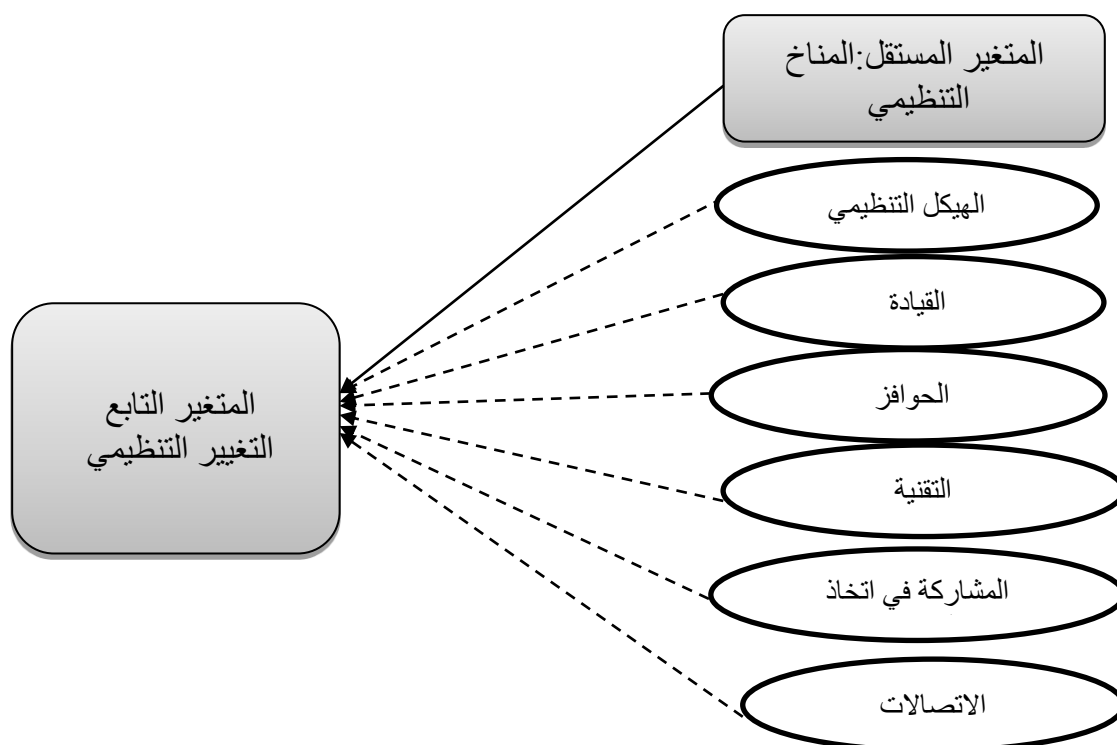 المتغير المستقل:المناخ
التنظيمي
الهيكل التنظيمي
القيادة
الحوافز
التقنية
المشاركة في اتخاذ
الاتصالات
المتغير التابع
التغيير التنظيمي